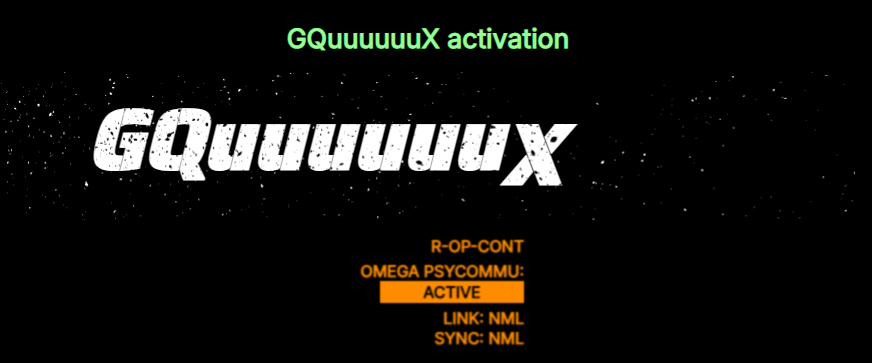 GQuuuuuuX activation
GQuuuuuuX
R-OP-CONT
OMEGA PSYCOMMU:
ACTIVE
LINK: NML
SYNC: NML